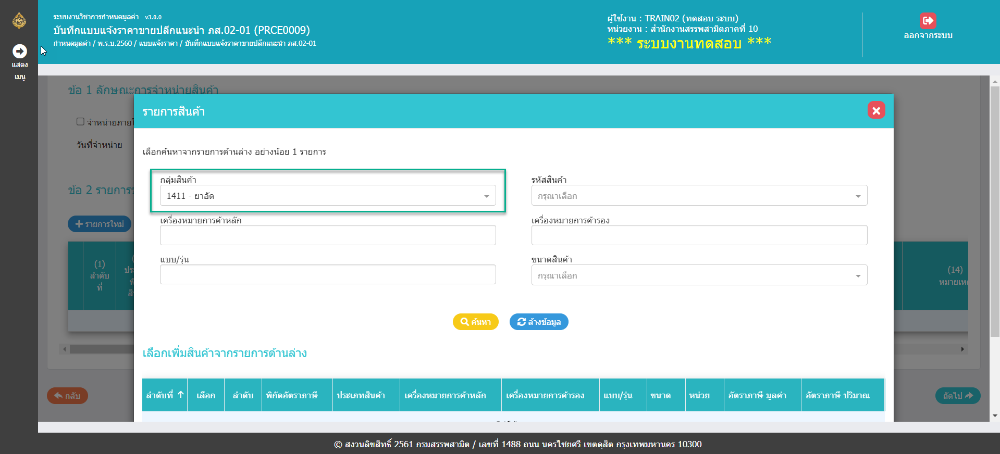 ระบบงานวิชาการกำหนดมูลค่า v3.0.0
บันทึกแบบแจ้งราคาขายปลีกแนะนำ ภส.02-01 (PRCE0009)
กำหนดมูลค่า / พ.ร.บ.2560 / แบบแจ้งราคา / บันทึกแบบแจ้งราคาขายปลีกแนะนำ ภส.02-01
ผู้ใช้งาน : TRAIN02 (ทดสอบ ระบบ)
หน่วยงาน : สำนักงานสรรพสามิตภาคที่ 10
*** ระบบงานทดสอบ ***
ออกจากระบบ
แสดง
เมนู
ข้อ 1 ลักษณะการจำหน่ายสินค้า
จำหน่ายภายใ
วันที่จำหน่าย
ข้อ 2 รายการ
รายการใหม่
(1)
ลำดับ
ที่
(14)
หมายเห
กลับ
ถัดไป
รายการสินค้า
เลือกค้นหาจากรายการด้านล่าง อย่างน้อย 1 รายการ
กลุ่มสินค้า
1411 - ยาอัด
รหัสสินค้า
กรุณาเลือก
เครื่องหมายการค้าหลัก
เครื่องหมายการค้ารอง
แบบ/รุ่น
ขนาดสินค้า
กรุณาเลือก
ค้นหา
ล้างข้อมูล
เลือกเพิ่มสินค้าจากรายการด้านล่าง
ลำดับที่ เลือก ลำดับ พิกัดอัตราภาษี ประเภทสินค้า เครื่องหมายการค้าหลัก เครื่องหมายการค้ารอง แบบ/รุ่น ขนาด หน่วย อัตราภาษี มูลค่า อัตราภาษี ปริมาณ
© สงวนลิขสิทธิ์ 2561 กรมสรรพสามิต / เลขที่ 1488 ถนน นครไชยศรี เขตดุสิต กรุงเทพมหานคร 10300